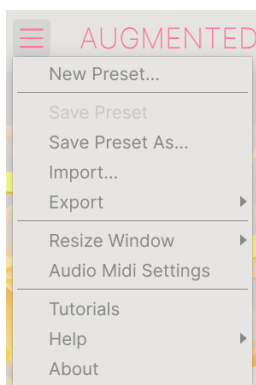 AUGMENTED
New Preset...
Save Preset
Save Preset As...
Import...
Export
Resize Window
Audio Midi Settings
Tutorials
Help
About